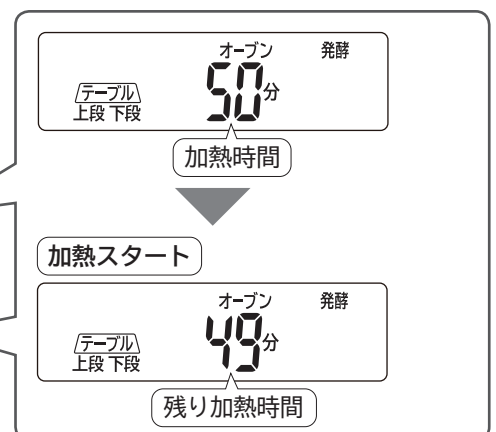 オーブン 発酵
テーブル 50分
上段 下段
加熱時間
加熱スタート
オーブン 発酵
テーブル 49分
上段 下段
残り加熱時間